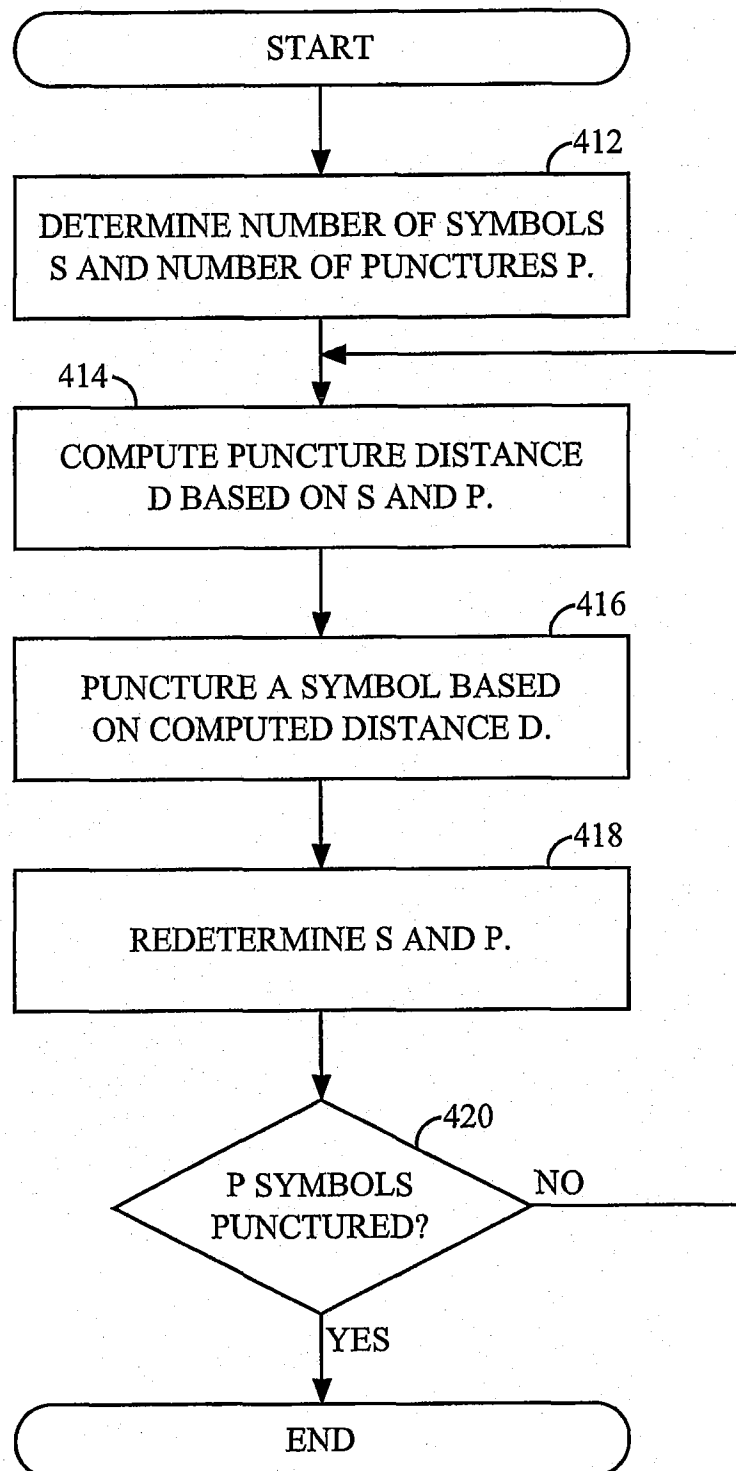 START
412
DETERMINE NUMBER OF SYMBOLS
S AND NUMBER OF PUNCTURES P.
414
COMPUTE PUNCTURE DISTANCE
D BASED ON S AND P.
416
PUNCTURE A SYMBOL BASED
ON COMPUTED DISTANCE D.
418
REDETERMINE S AND P.
420
P SYMBOLS
PUNCTURED?
NO
YES
END